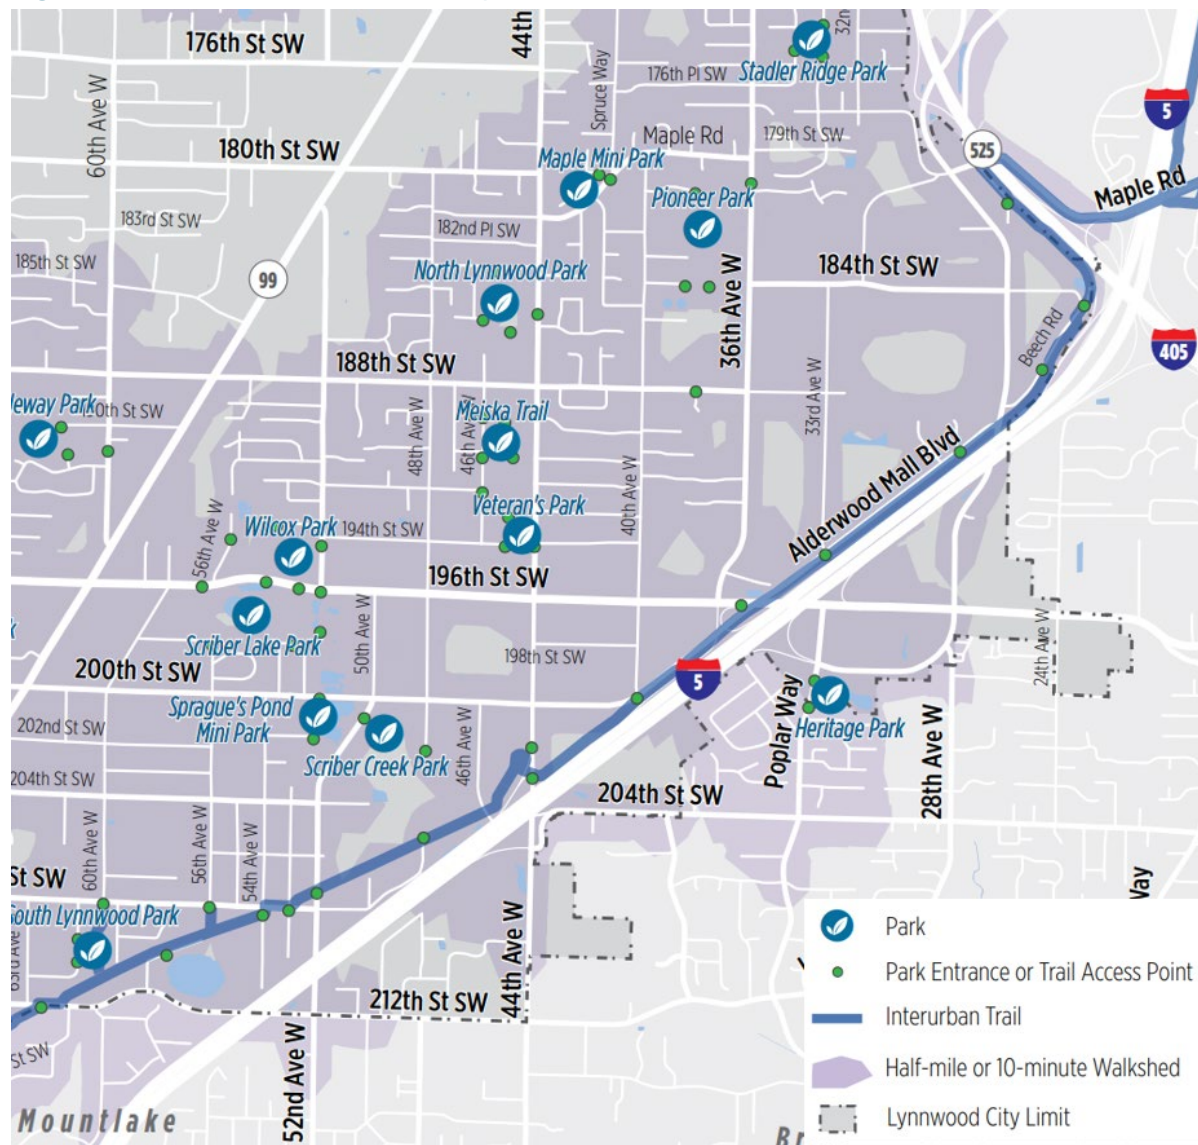 176th St SW
44th
32nd
Stadler Ridge Park
176th Pl SW
Spruce Way
60th Ave W
5
Maple Rd
179th St SW
180th St SW
525
Maple Mini Park
Maple Rd
Pioneer Park
183rd St SW
182nd Pl SW
185th St SW
North Lynnwood Park
184th St SW
99
36th Ave W
Beech Rd
188th St SW
405
eway Park
190th St SW
Meiska Trail
48th Ave W
46th Ave W
33rd Ave W
40th Ave W
Alderwood Mall Blvd
Veteran's Park
Wilcox Park
194th St SW
56th Ave W
196th St SW
k
Scriber Lake Park
50th Ave W
198th St SW
24th Ave W
200th St SW
5
Sprague's Pond
Mini Park
202nd St SW
Scriber Creek Park
46th Ave W
Poplar Way
Heritage Park
28th Ave W
204th St SW
204th St SW
60th Ave W
56th Ave W
54th Ave W
St SW
South Lynnwood Park
63rd Ave
44th Ave W
212th St SW
52nd Ave W
St SW
Mountlake
Br
Way
Park
Park Entrance or Trail Access Point
Interurban Trail
Half-mile or 10-minute Walkshed
Lynnwood City Limit